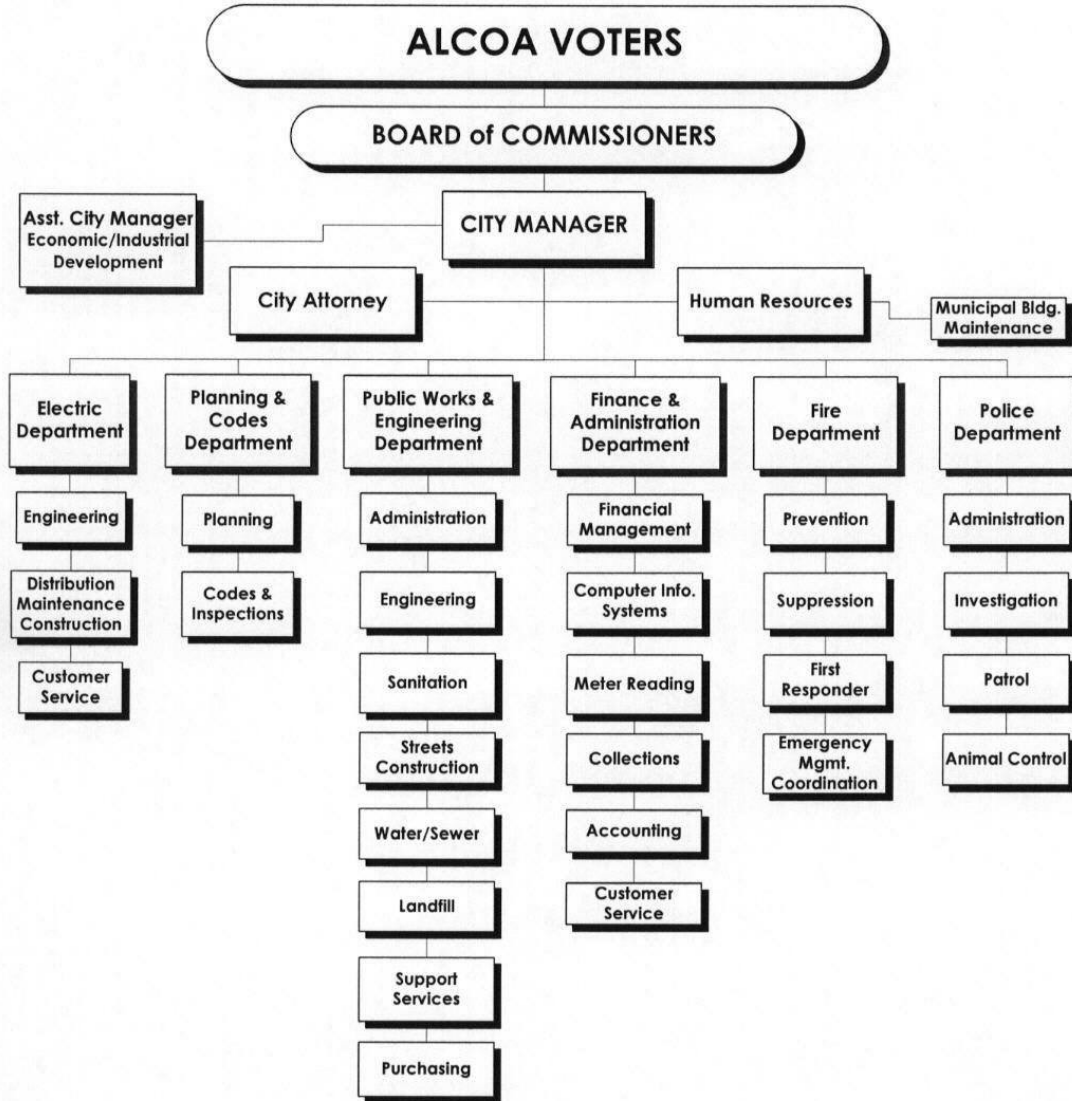 ALCOA VOTERS
BOARD of COMMISSIONERS
CITY MANAGER
Asst. City Manager
Economic/Industrial
Development
City Attorney
Human Resources
Municipal Bldg.
Maintenance
Electric
Department
Engineering
Distribution
Maintenance
Construction
Customer
Service
Planning &
Codes
Department
Planning
Codes &
Inspections
Public Works &
Engineering
Department
Administration
Engineering
Sanitation
Streets
Construction
Water/Sewer
Landfill
Support
Services
Purchasing
Finance &
Administration
Department
Financial
Management
Computer Info.
Systems
Meter Reading
Collections
Accounting
Customer
Service
Fire
Department
Prevention
Suppression
First
Responder
Emergency
Mgmt.
Coordination
Police
Department
Administration
Investigation
Patrol
Animal Control